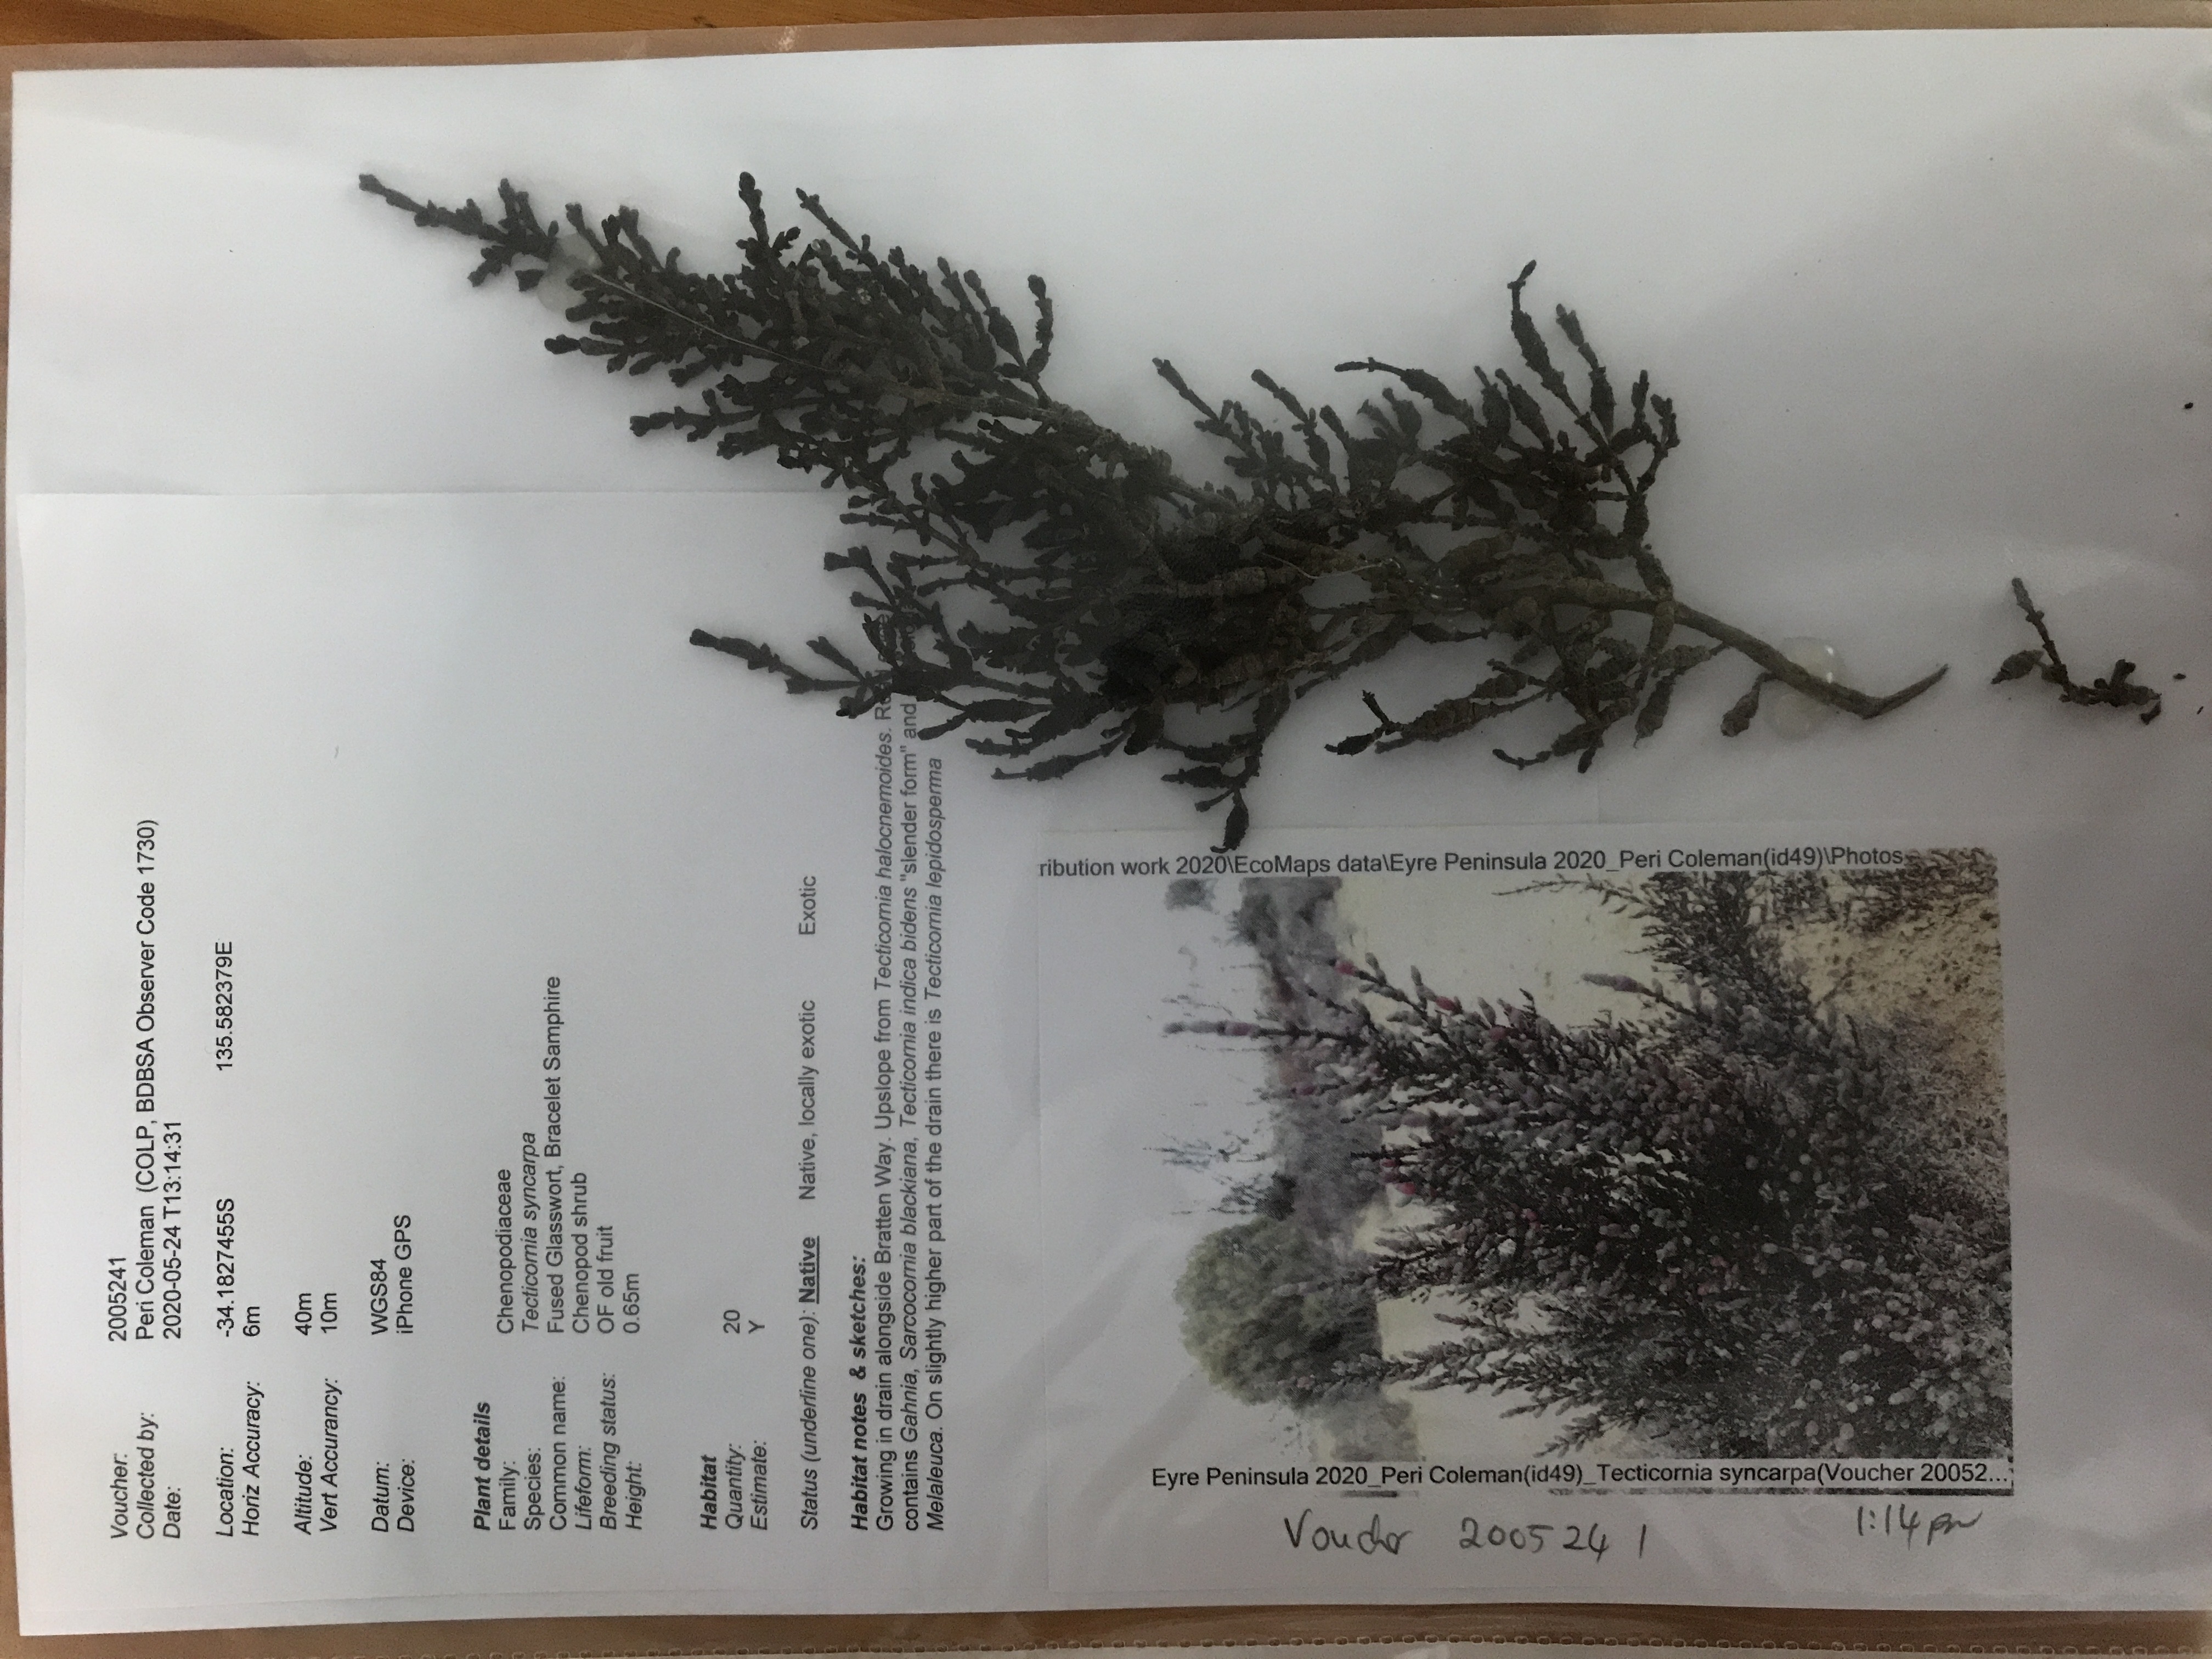 Voucher: 2005241
Collected by: Peri Coleman (COLP, BDBSA Observer Code 1730)
Date: 2020-05-24 T13:14:31
Location: -34.1827455S 135.582379E
Horiz Accuracy: 6m
Altitude: 40m
Vert Accurancy: 10m
Datum: WGS84
Device: iPhone GPS
Plant details
Family: Chenopodiaceae
Species: Tecticornia syncarpa
Common name: Fused Glasswort, Bracelet Samphire
Lifeform: Chenopod shrub
Breeding status: OF old fruit
Height: 0.65m
Habitat
Quantity: 20
Estimate: Y
Status (underline one): Native Native, locally exotic Exotic
Habitat notes & sketches:
Growing in drain alongside Bratten Way. Upslope from Tecticornia halocnemoides.
contains Gahnia, Sarcocornia blackiana, Tecticornia indica bidens "slender form" and
Melaleuca. On slightly higher part of the drain there is Tecticornia lepidosperma
ribution work 2020\EcoMaps data\Eyre Peninsula 2020_Peri Coleman(id49)\Photos
Eyre Peninsula 2020_Peri Coleman(id49)_Tecticornia syncarpa(Voucher 20052...
Voucher 2005241 1:14pm